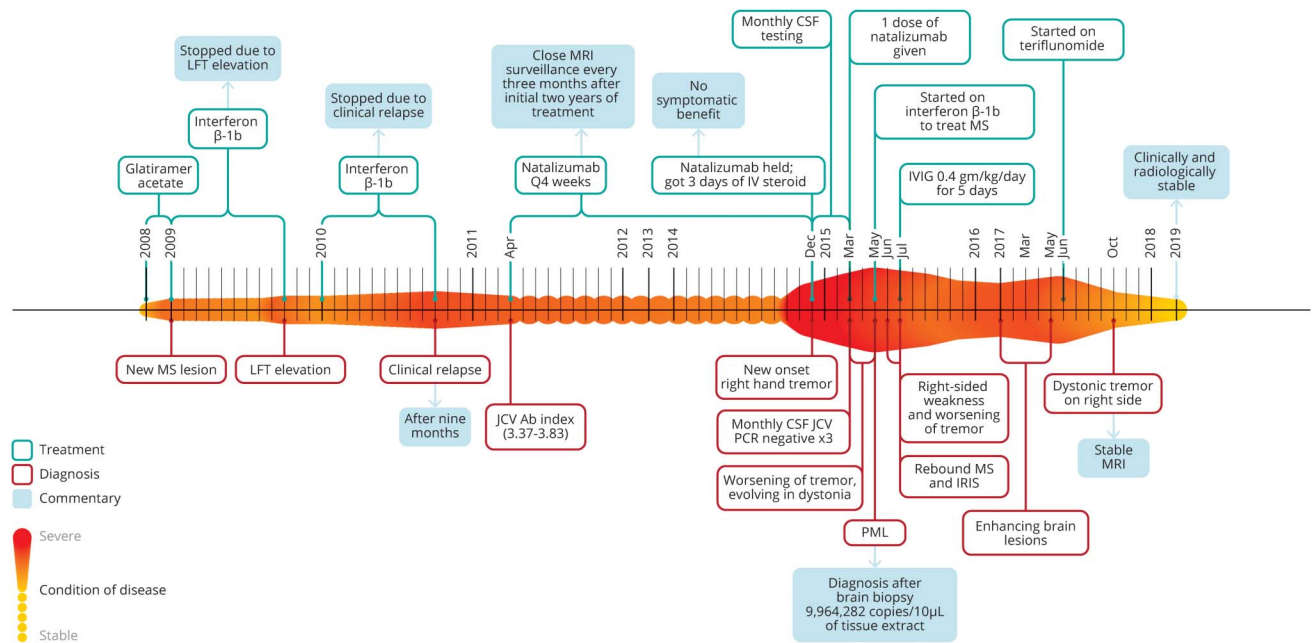 Monthly CSF
testing
1 dose of
natalizumab
given
Started on
teriflunomide
Stopped due to
LFT elevation
Close MRI
surveillance every
three months after
initial two years of
treatment
No
symptomatic
benefit
Stopped due to
clinical relapse
Started on
interferon β-1b
to treat MS
Interferon
β-1b
Clinically and
radiologically
stable
Glatiramer
acetate
Interferon
β-1b
Natalizumab
Q4 weeks
Natalizumab held;
got 3 days of IV steroid
IVIG 0.4 gm/kg/day
for 5 days
2008
2009
2010
2011
Apr
2012
2013
2014
Dec
2015
Mar
May
Jun
Jul
2016
2017
Mar
May
Jun
Oct
2018
2019
New MS lesion
LFT elevation
Clinical relapse
New onset
right hand tremor
Right-sided
weakness
and worsening
of tremor
Dystonic tremor
on right side
After nine
months
JCV Ab index
(3.37-3.83)
Monthly CSF JCV
PCR negative x3
Stable
MRI
Worsening of tremor,
evolving in dystonia
Rebound MS
and IRIS
PML
Enhancing brain
lesions
Diagnosis after
brain biopsy
9,964,282 copies/10µL
of tissue extract
Treatment
Diagnosis
Commentary
Severe
Condition of disease
Stable